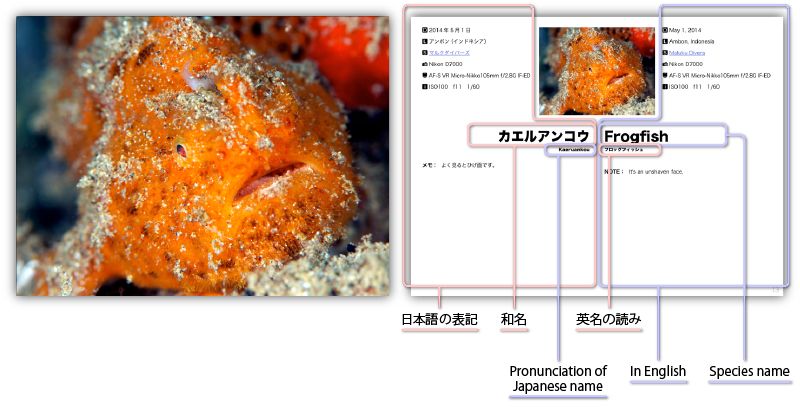 2014年5月1日
アンボン(インドネシア)
マルクダイバーズ
Nikon D7000
AF-S VR Micro-Nikkor105mm f/2.8G IF-ED
ISO100 f11 1/60
May 1, 2014
Ambon, Indonesia
Maluku Divers
Nikon D7000
AF-S VR Micro-Nikkor105mm f/2.8G IF-ED
ISO100 f11 1/60
カエルアンコウ
Frogfish
Kaeruankou
フロッグフィッシュ
メモ: よく見るとひげ面です。
NOTE: It's an unshaven face.
13
日本語の表記
和名
英名の読み
Pronunciation of
Japanese name
In English
Species name